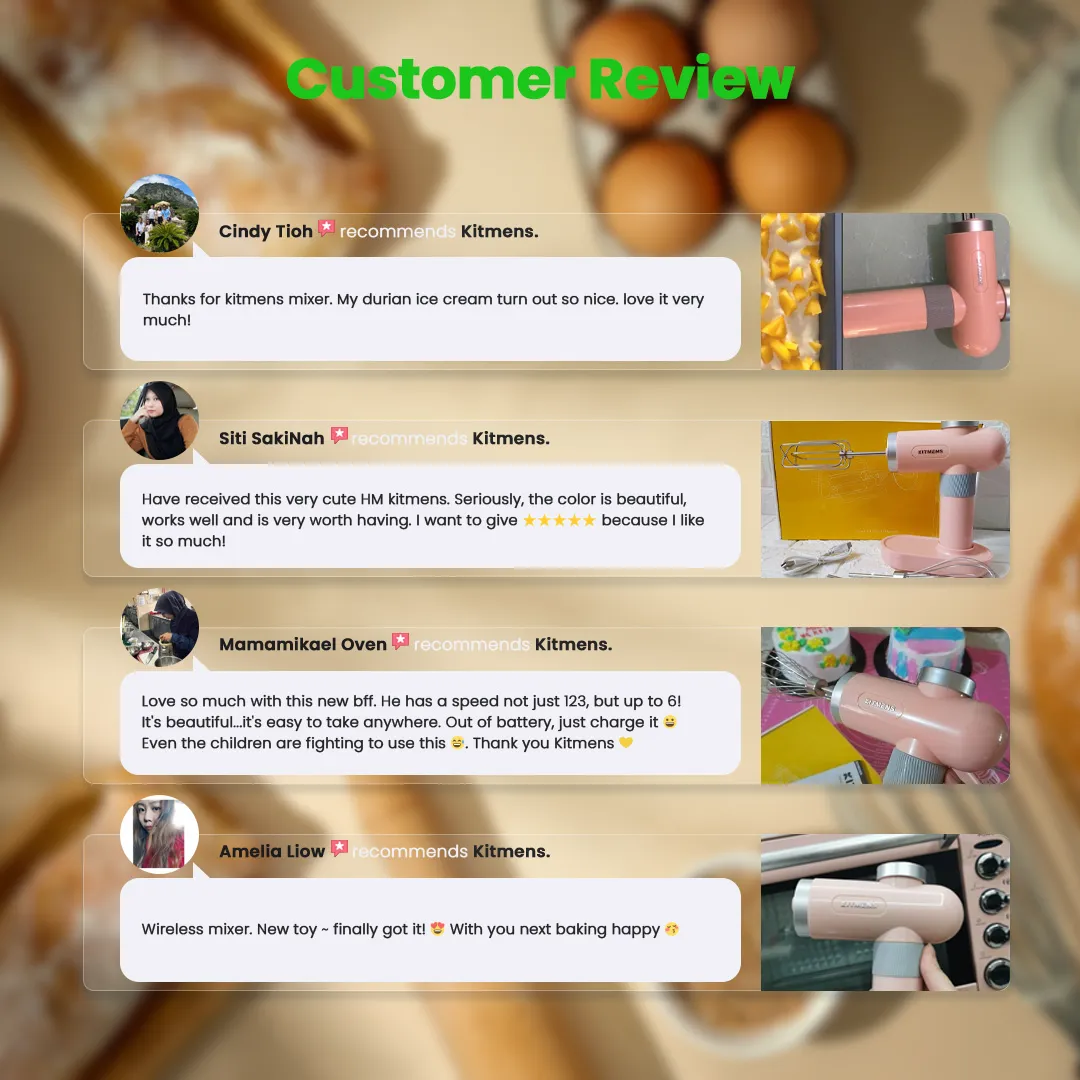 Customer Review
Cindy Tioh recommends Kitmens.
Thanks for kitmens mixer. My durian ice cream turn out so nice. love it very
much!
Siti SakiNah recommends Kitmens.
KITMENS
Have received this very cute HM kitmens. Seriously, the color is beautiful,
works well and is very worth having. I want to give ⭐⭐⭐⭐⭐ because I like
it so much!
Mamamikael Oven recommends Kitmens.
KITMENS
Love so much with this new bff. He has a speed not just 123, but up to 6!
It's beautiful...it's easy to take anywhere. Out of battery, just charge it 😀
Even the children are fighting to use this 😅. Thank you Kitmens 💛
Amelia Liow recommends Kitmens.
KITMENS
Wireless mixer. New toy ~ finally got it! 😍 With you next baking happy 😚